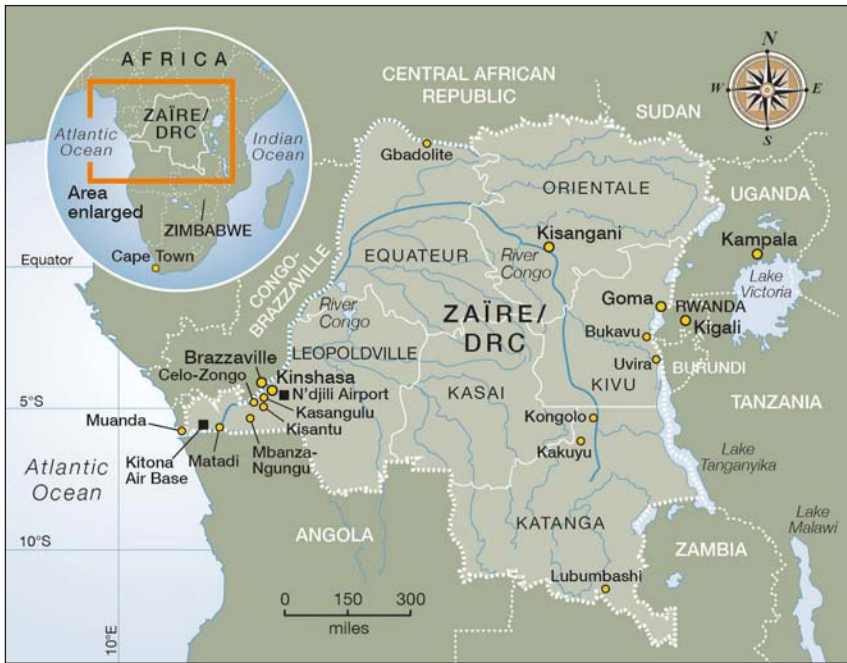 AFRICA
ZAÏRE/
DRC
Atlantic
Ocean
Indian
Ocean
Area
enlarged
ZIMBABWE
Cape Town
N
W
E
S
CENTRAL AFRICAN
REPUBLIC
SUDAN
Gbadolite
ORIENTALE
UGANDA
Kisangani
Kampala
Equator
EQUATEUR
River
Congo
Lake
Victoria
CONGO-
BRAZZAVILLE
Goma
RWANDA
Kigali
River
Congo
ZAÏRE/
DRC
Bukavu
LEOPOLDVILLE
Brazzaville
Uvira
BURUNDI
Celo-Zongo
Kinshasa
N'djili Airport
KASAI
KIVU
5°S
Kasangulu
TANZANIA
Muanda
Kisantu
Kongolo
Kitona
Air Base
Matadi
Mbanza-
Ngungu
Kakuyu
Lake
Tanganyika
Atlantic
Ocean
ANGOLA
KATANGA
Lake
Malawi
10°S
ZAMBIA
Lubumbashi
0
150
300
miles
10°E